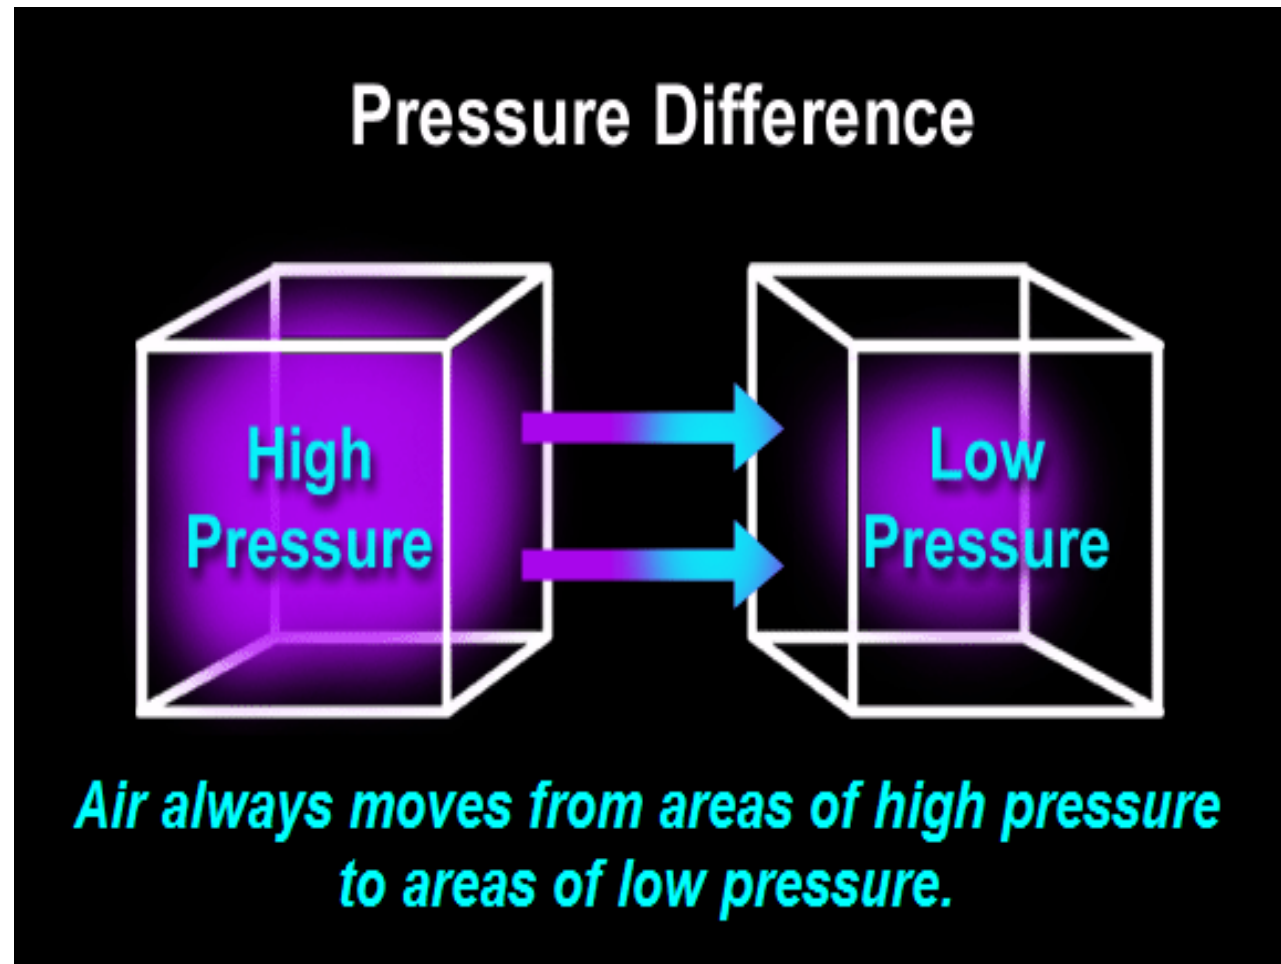 Pressure Difference
High
Pressure
Low
Pressure
Air always moves from areas of high pressure
to areas of low pressure.